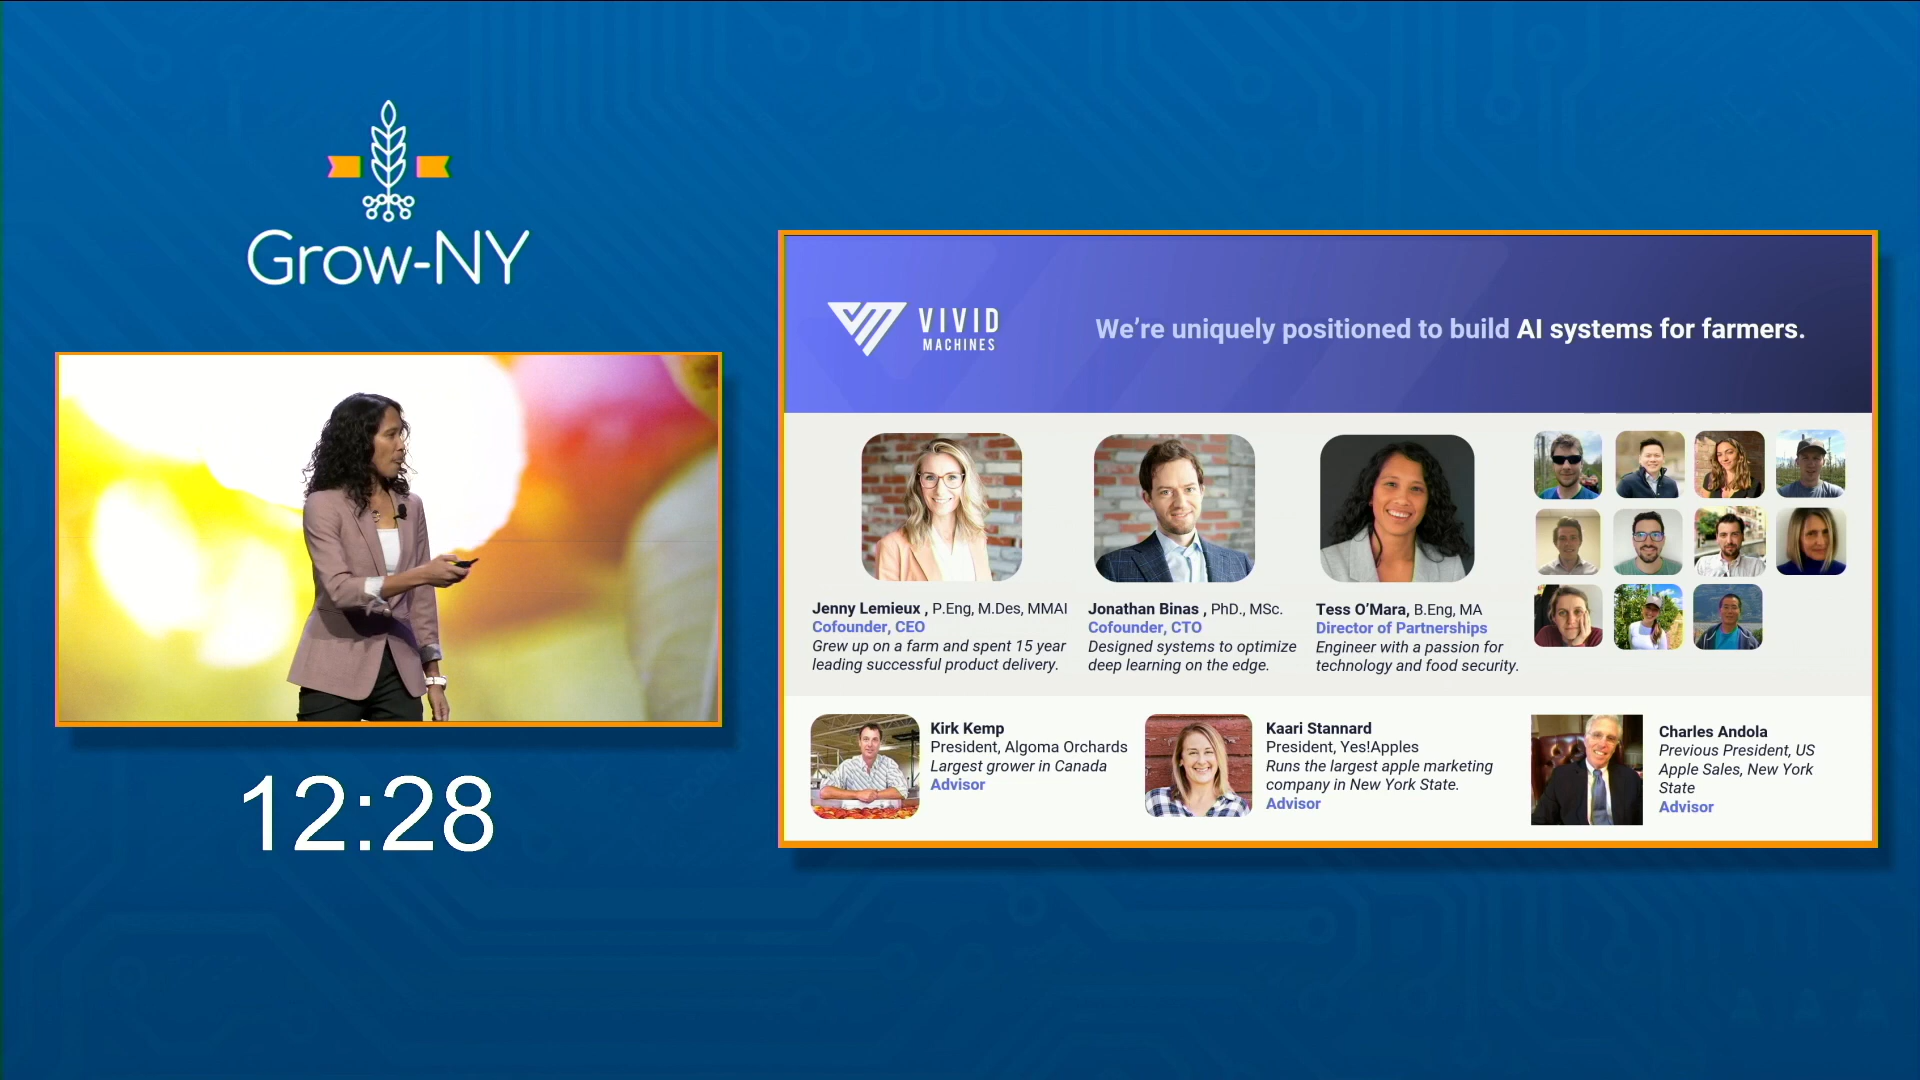 Grow-NY
12:28
VIVID
MACHINES
We're uniquely positioned to build AI systems for farmers.
Jenny Lemieux , P.Eng, M.Des, MMAI
Cofounder, CEO
Grew up on a farm and spent 15 year
leading successful product delivery.
Jonathan Binas , PhD., MSc.
Cofounder, CTO
Designed systems to optimize
deep learning on the edge.
Tess O'Mara, B.Eng, MA
Director of Partnerships
Engineer with a passion for
technology and food security.
Kirk Kemp
President, Algoma Orchards
Largest grower in Canada
Advisor
Kaari Stannard
President, Yes!Apples
Runs the largest apple marketing
company in New York State.
Advisor
Charles Andola
Previous President, US
Apple Sales, New York
State
Advisor